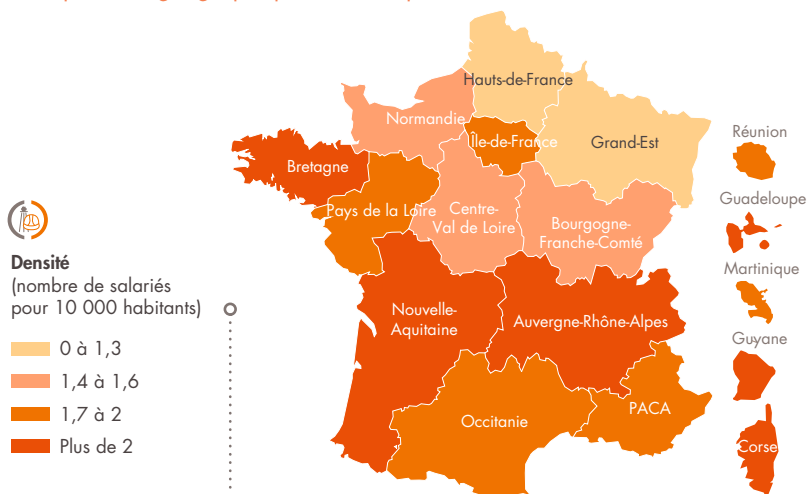 Hauts-de-France
Normandie
Île-de-France
Grand-Est
Réunion
Bretagne
Guadeloupe
Pays de la Loire
Centre-
Val de Loire
Bourgogne-
Franche-Comté
Densité
(nombre de salariés
pour 10 000 habitants)
Martinique
Nouvelle-
Aquitaine
Auvergne-Rhône-Alpes
Guyane
0 à 1,3
1,4 à 1,6
1,7 à 2
Plus de 2
Occitanie
PACA
Corse